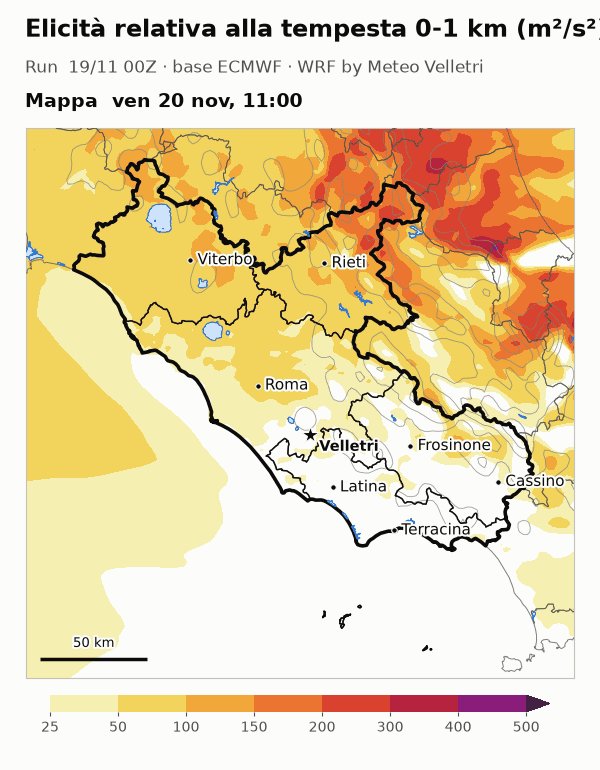 Elicità relativa alla tempesta 0-1 km (m²/s²)
Run  19/11 00Z · base ECMWF · WRF by Meteo Velletri
Mappa  ven 20 nov, 11:00
Viterbo
Rieti
Roma
Velletri
Frosinone
Latina
Cassino
Terracina
50 km
25 50 100 150 200 300 400 500